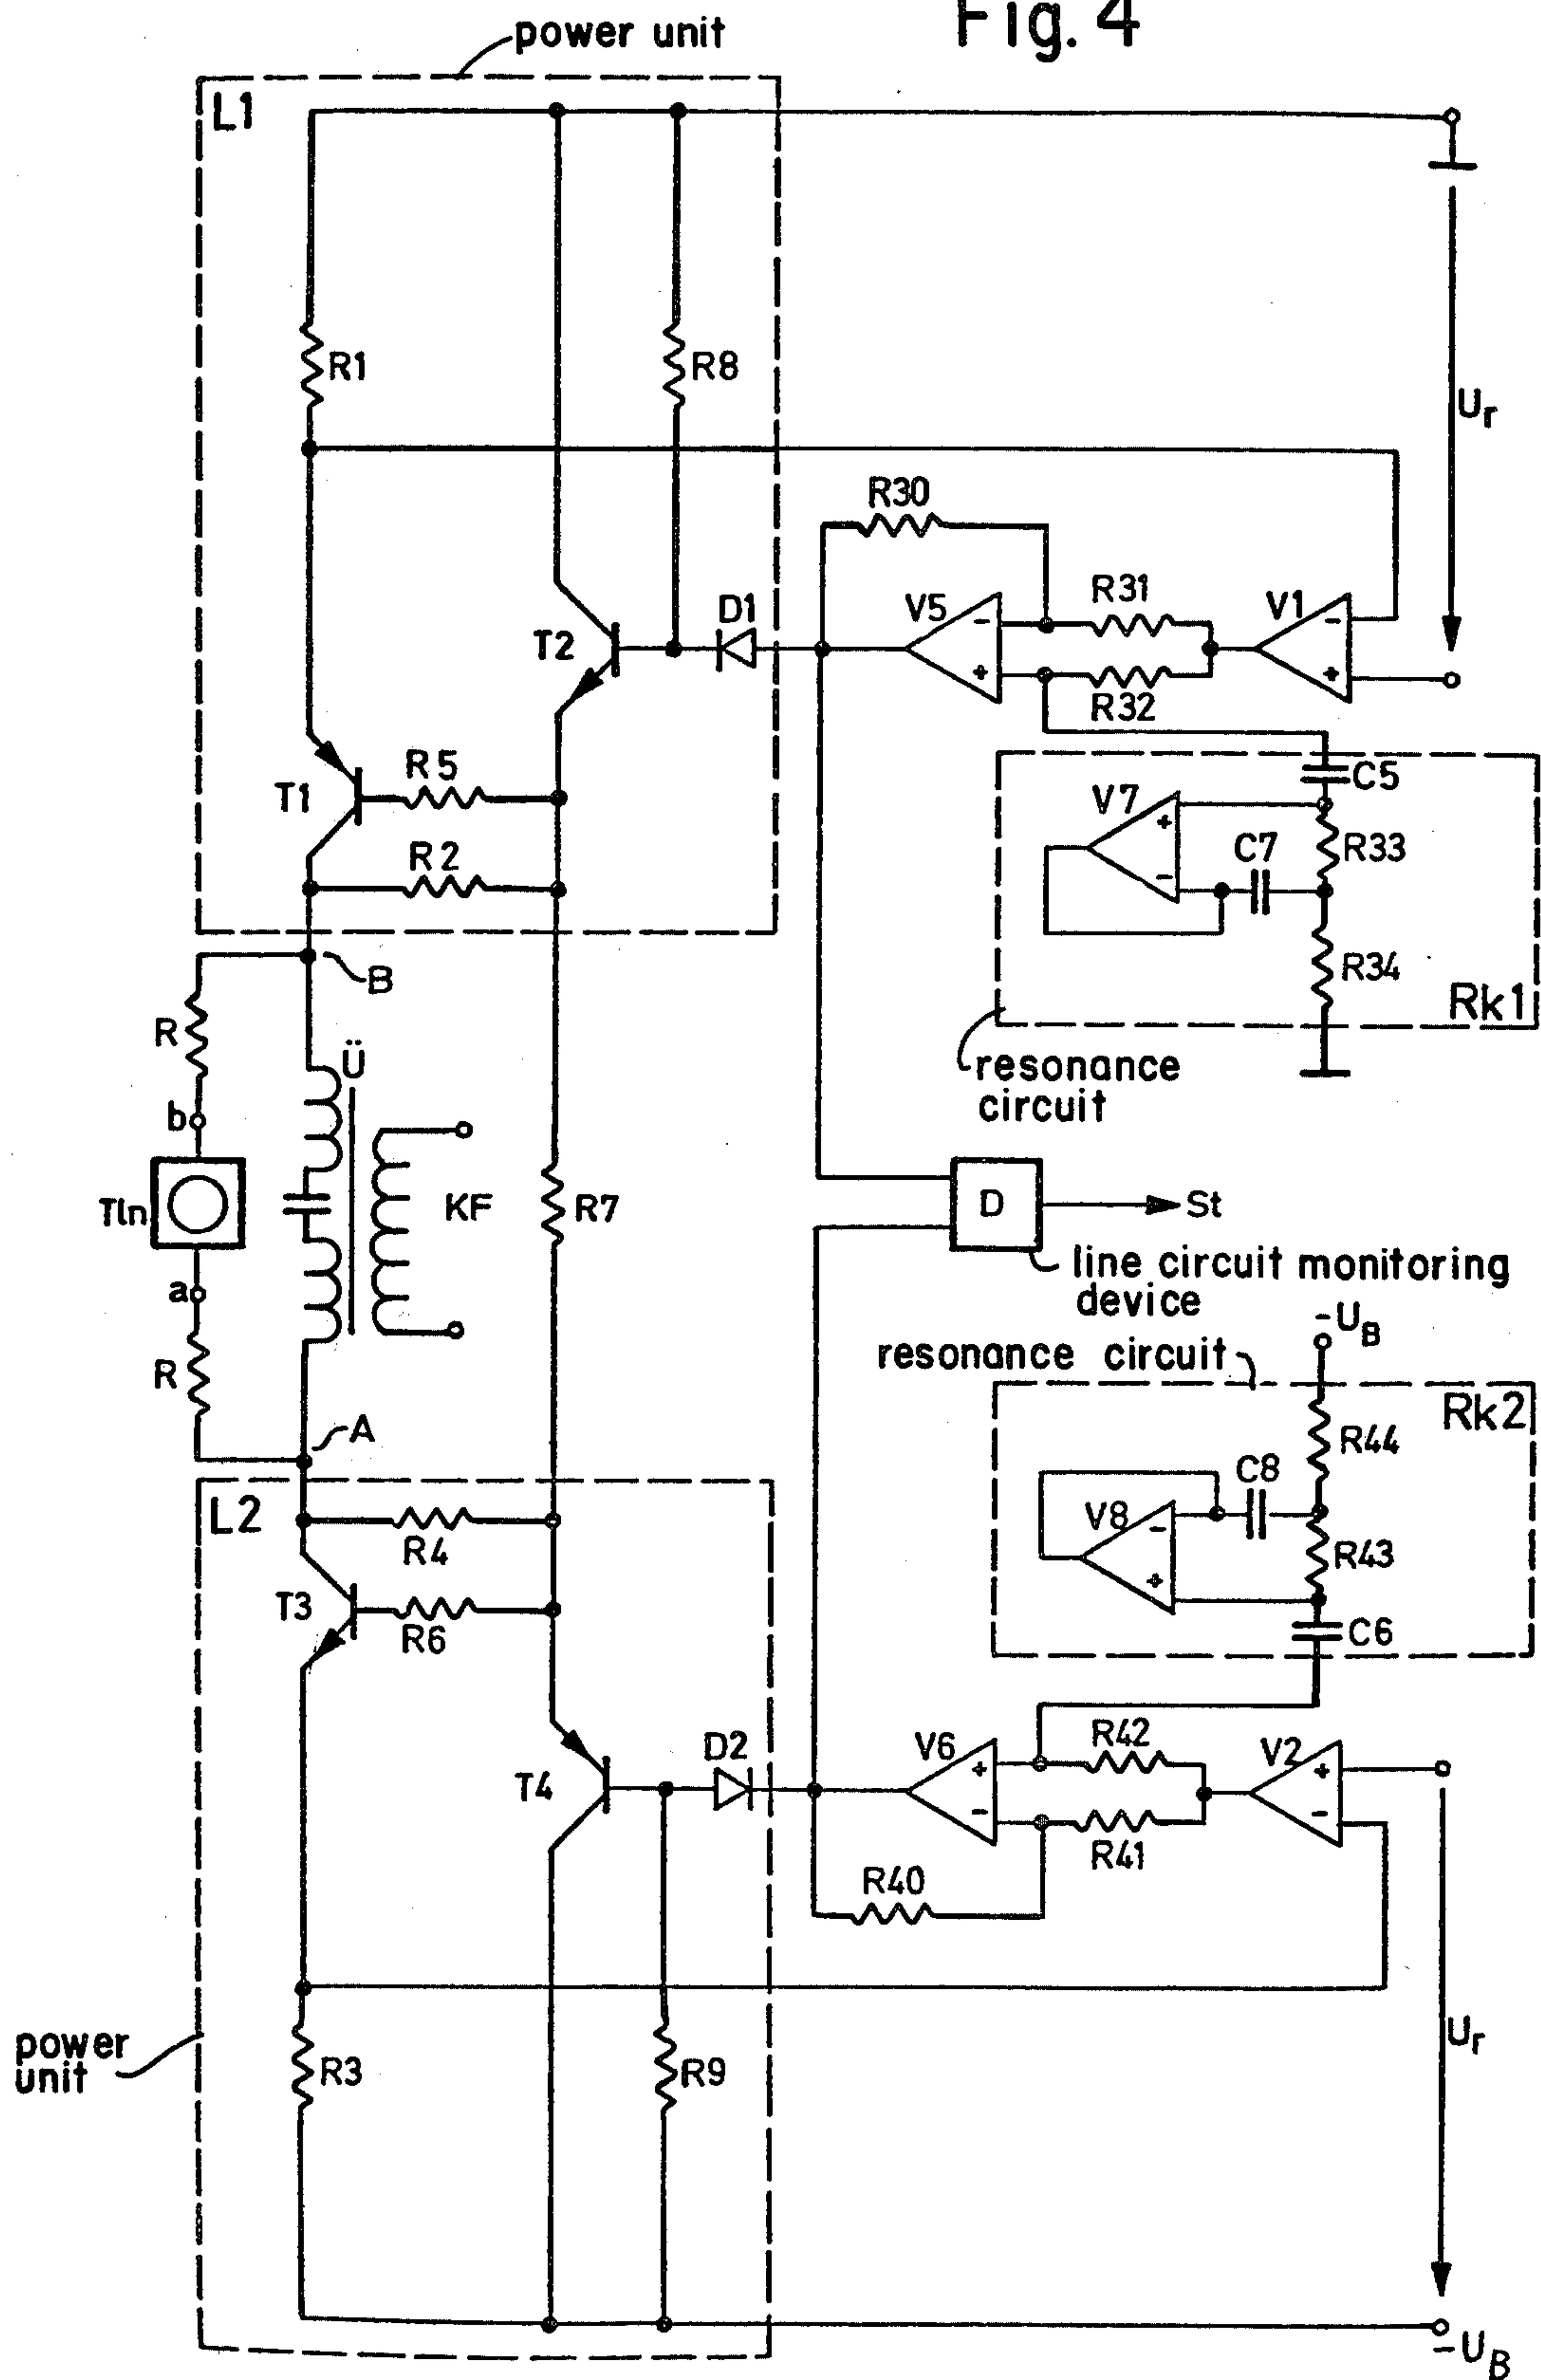 Fig. 4
power unit
L1
R1
R8
Ur
R30
R31
V5
-
+
V1
-
+
D1
T2
R32
R5
T1
R2
C5
V7
+
-
C7
R33
R34
Rk1
B
R
Ü
resonance
circuit
b
Tln
KF
R7
D
St
a
line circuit monitoring
device
-UB
R
resonance circuit
A
Rk2
R44
L2
C8
V8
-
+
R43
R4
T3
R6
C6
R42
V6
+
-
V2
+
-
D2
T4
R41
R40
power
unit
R3
R9
Ur
-UB